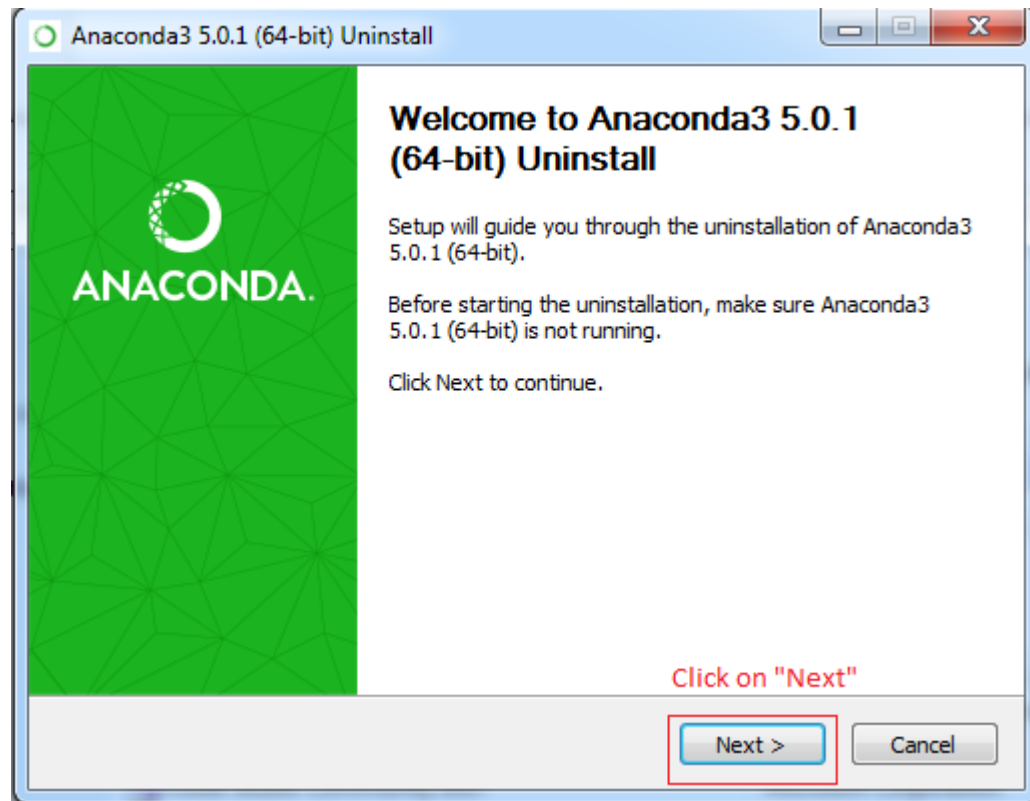 Anaconda3 5.0.1 (64-bit) Uninstall
ANACONDA.
Welcome to Anaconda3 5.0.1
(64-bit) Uninstall
Setup will guide you through the uninstallation of Anaconda3
5.0.1 (64-bit).
Before starting the uninstallation, make sure Anaconda3
5.0.1 (64-bit) is not running.
Click Next to continue.
Click on "Next"
Next >
Cancel